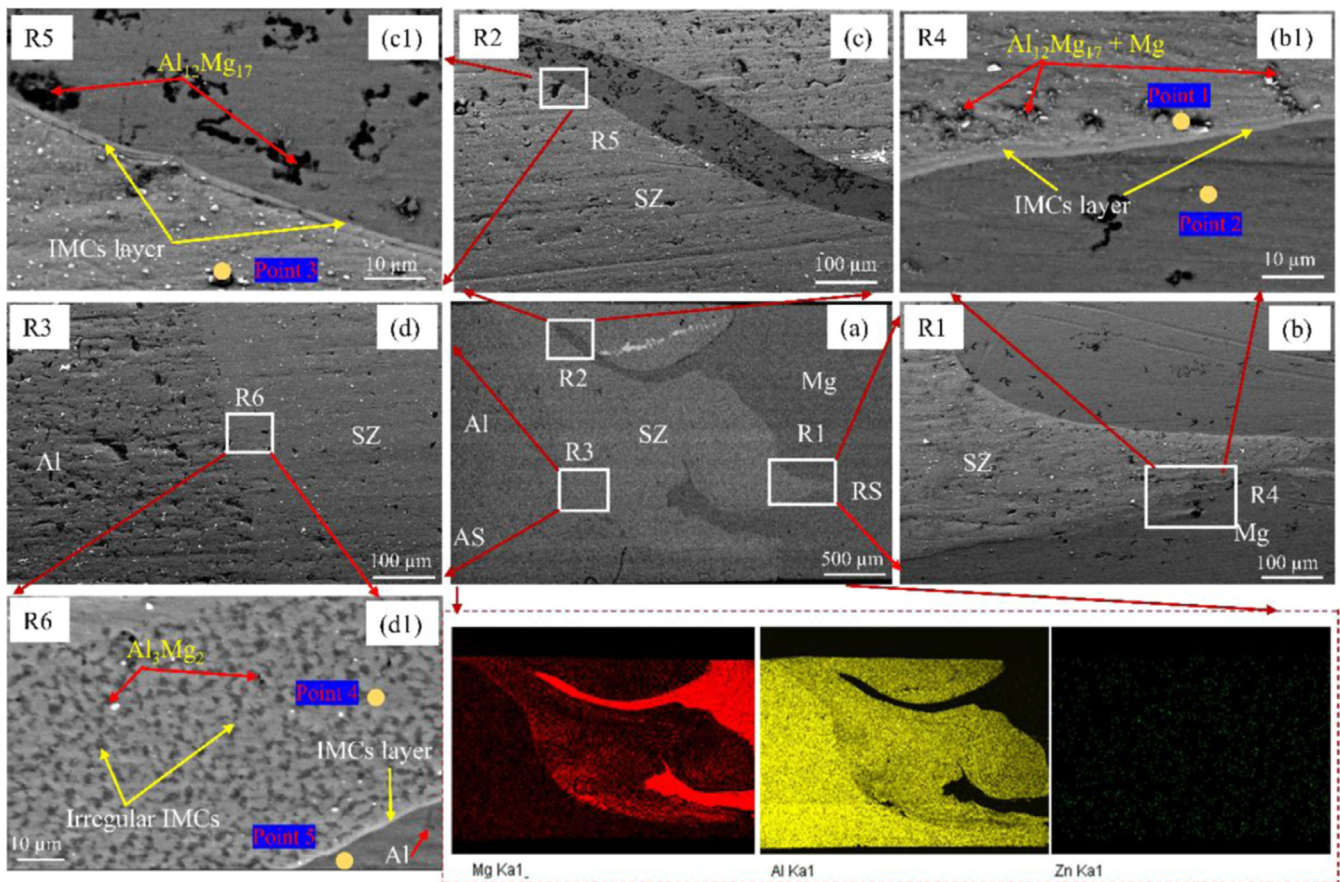 R5
(c1)
Al12Mg17
IMCs layer
Point 3
10 μm
R2
(c)
R5
SZ
100 μm
R4
(b1)
Al12Mg17 + Mg
Point 1
IMCs layer
Point 2
10 μm
R3
(d)
R6
SZ
Al
100 μm
(a)
R2
Mg
Al
SZ
R3
R1
RS
AS
500 μm
R1
(b)
SZ
R4
Mg
100 μm
R6
(d1)
Al3Mg2
Point 4
IMCs layer
Irregular IMCs
Point 5
Al
10 μm
Mg Ka1_
Al Ka1
Zn Ka1